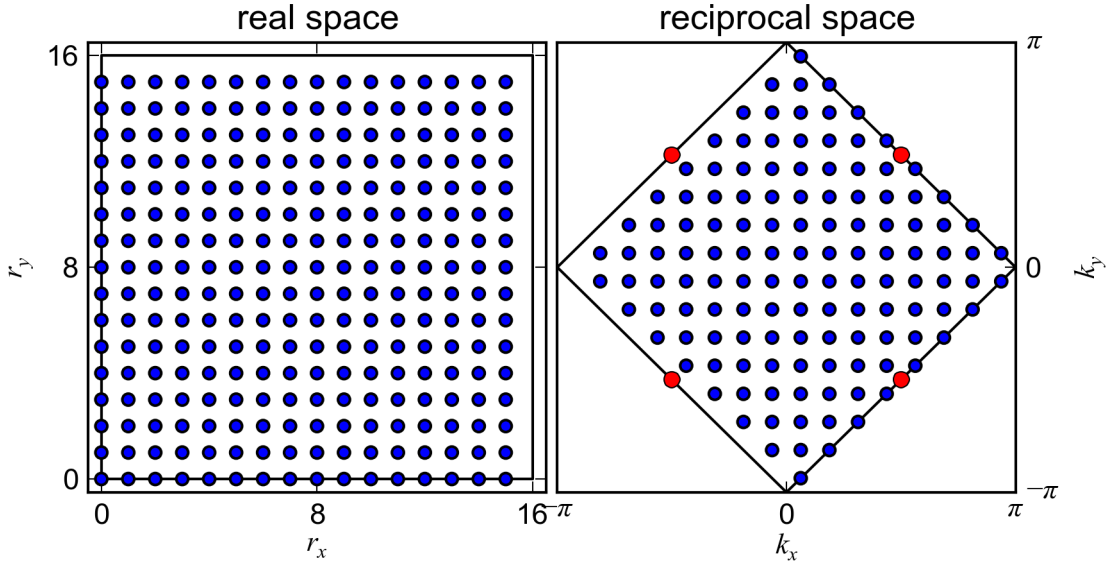 real space
reciprocal space
16
8
0
r_y
0
8
16
r_x
−π
0
π
k_x
π
0
−π
k_y